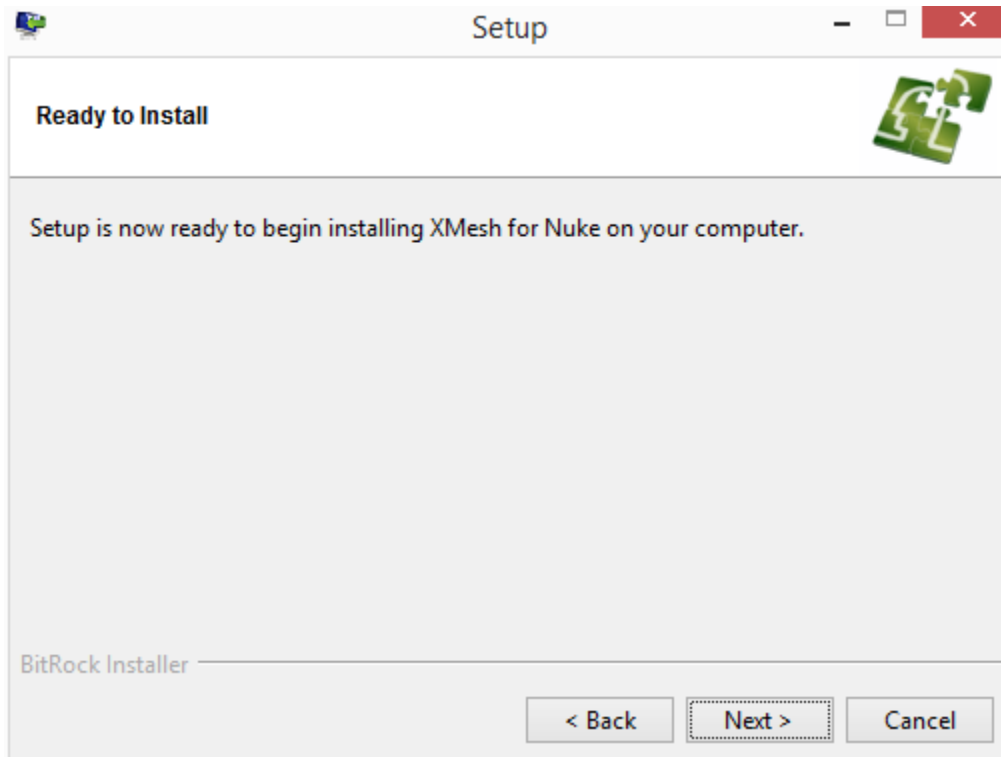 Setup
Ready to Install
Setup is now ready to begin installing XMesh for Nuke on your computer.
BitRock Installer
< Back
Next >
Cancel